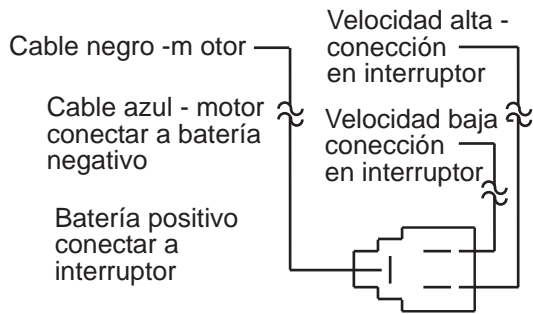 Velocidad alta -
conección
en interruptor
Cable negro -m otor
Cable azul - motor
conectar a batería
negativo
Velocidad baja
conección
en interruptor
Batería positivo
conectar a
interruptor